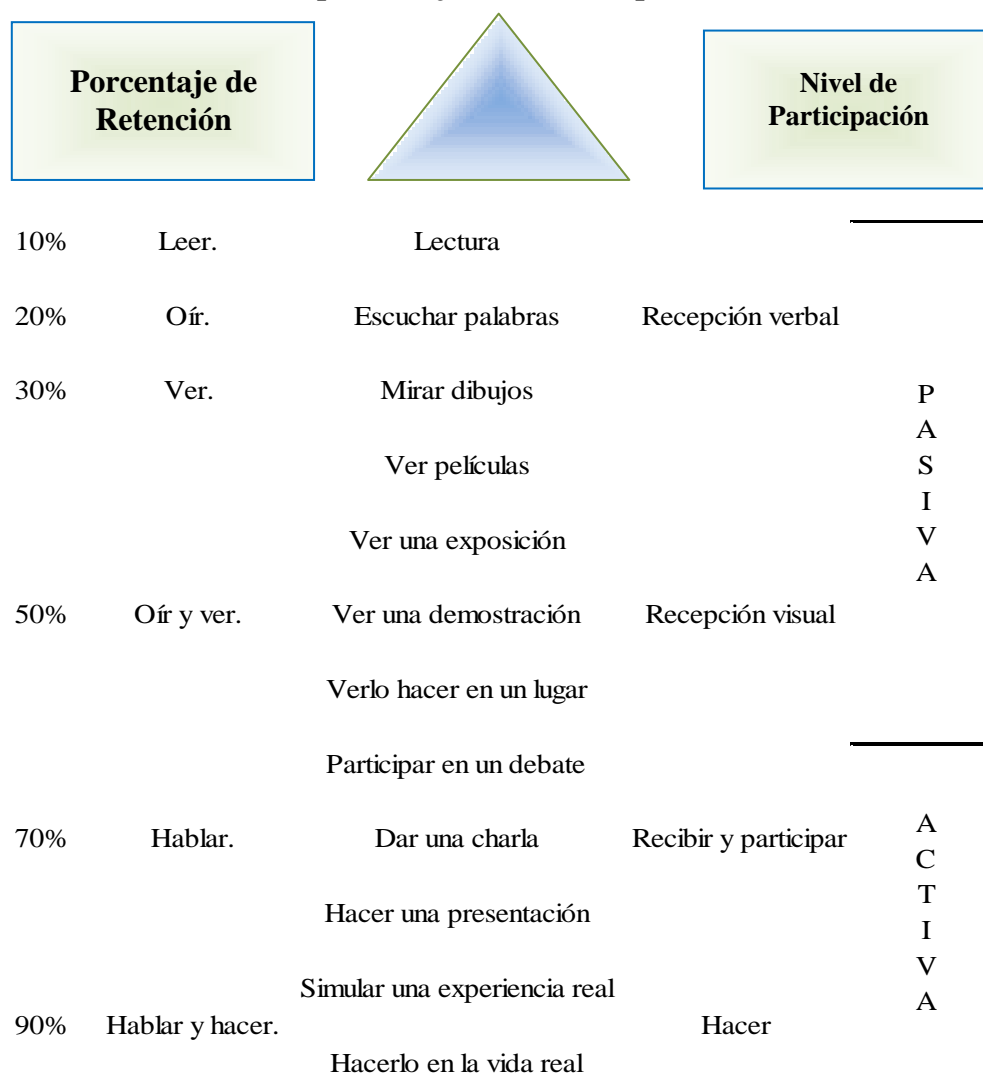 Porcentaje de
Retención
Nivel de
Participación
10% Leer. Lectura
20% Oír. Escuchar palabras Recepción verbal
30% Ver. Mirar dibujos
Ver películas
Ver una exposición
50% Oír y ver. Ver una demostración Recepción visual
Verlo hacer en un lugar
P
A
S
I
V
A
Participar en un debate
70% Hablar. Dar una charla Recibir y participar
Hacer una presentación
Simular una experiencia real
90% Hablar y hacer. Hacer
Hacerlo en la vida real
A
C
T
I
V
A